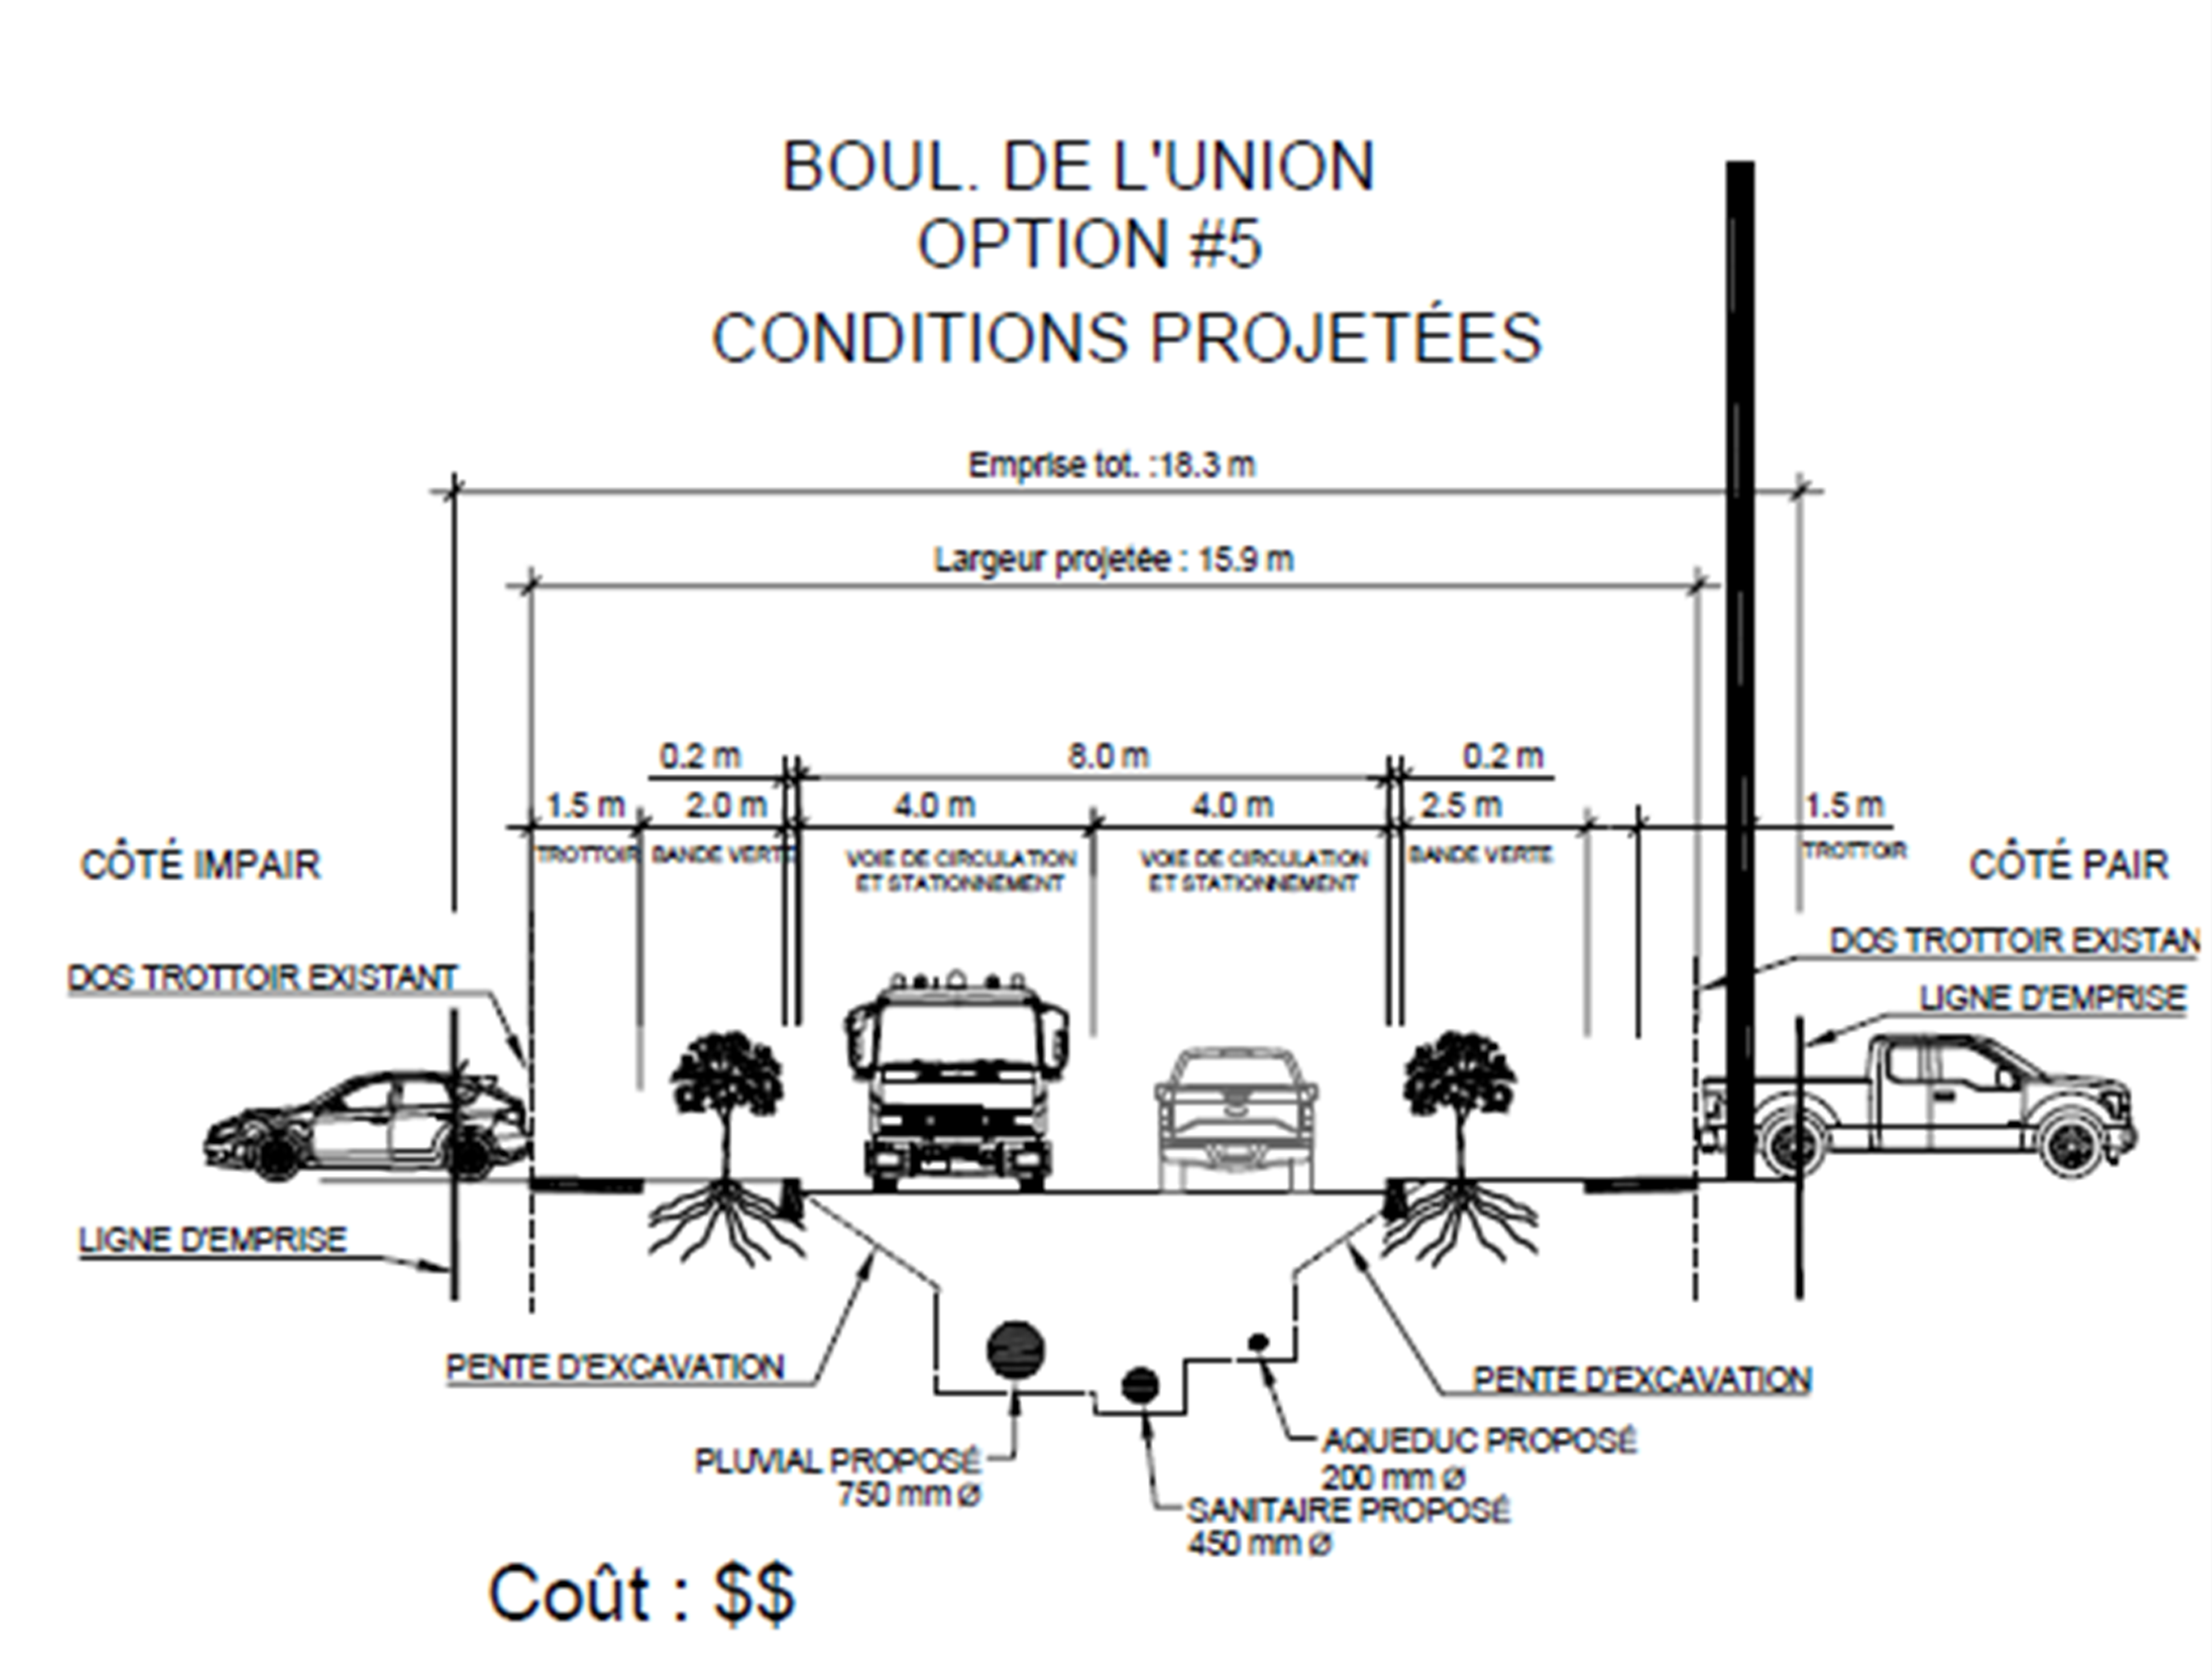 BOUL. DE L'UNION
OPTION #5
CONDITIONS PROJETÉES
Emprise tot. :18.3 m
Largeur projetée : 15.9 m
0.2 m 8.0 m 0.2 m
1.5 m 2.0 m 4.0 m 4.0 m 2.5 m 1.5 m
TROTTOIR BANDE VERTE VOIE DE CIRCULATION VOIE DE CIRCULATION BANDE VERTE TROTTOIR
ET STATIONNEMENT ET STATIONNEMENT
CÔTÉ IMPAIR CÔTÉ PAIR
DOS TROTTOIR EXISTAN
DOS TROTTOIR EXISTANT
LIGNE D'EMPRISE
LIGNE D'EMPRISE
PENTE D'EXCAVATION
PENTE D'EXCAVATION
AQUEDUC PROPOSÉ
200 mm Ø
PLUVIAL PROPOSÉ
750 mm Ø
SANITAIRE PROPOSÉ
450 mm Ø
Coût : $$